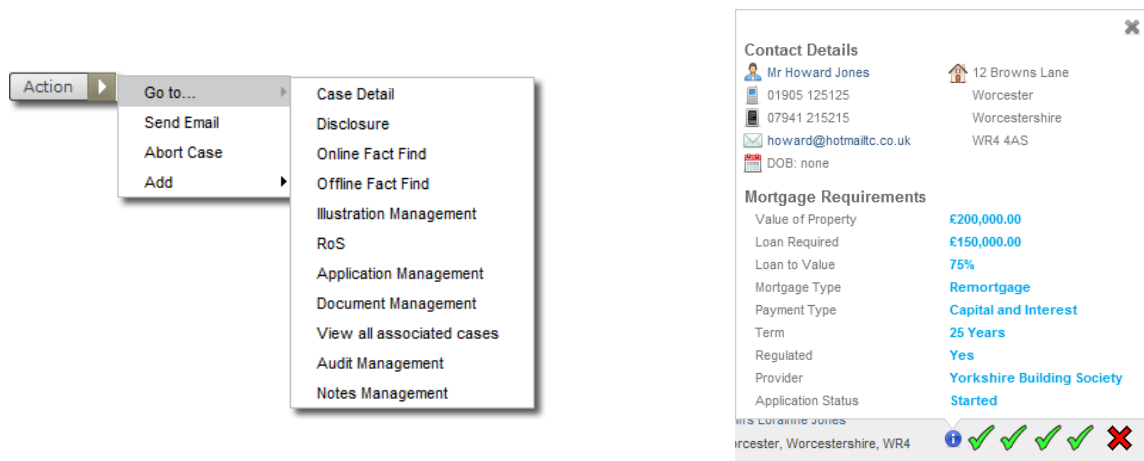 Action
Go to...
Send Email
Abort Case
Add
Case Detail
Disclosure
Online Fact Find
Offline Fact Find
Illustration Management
RoS
Application Management
Document Management
View all associated cases
Audit Management
Notes Management
Contact Details
Mr Howard Jones
01905 125125
07941 215215
howard@hotmailtc.co.uk
DOB: none
12 Browns Lane
Worcester
Worcestershire
WR4 4AS
Mortgage Requirements
Value of Property £200,000.00
Loan Required £150,000.00
Loan to Value 75%
Mortgage Type Remortgage
Payment Type Capital and Interest
Term 25 Years
Regulated Yes
Provider Yorkshire Building Society
Application Status Started
Mrs Lorainne Jones
orcester, Worcestershire, WR4